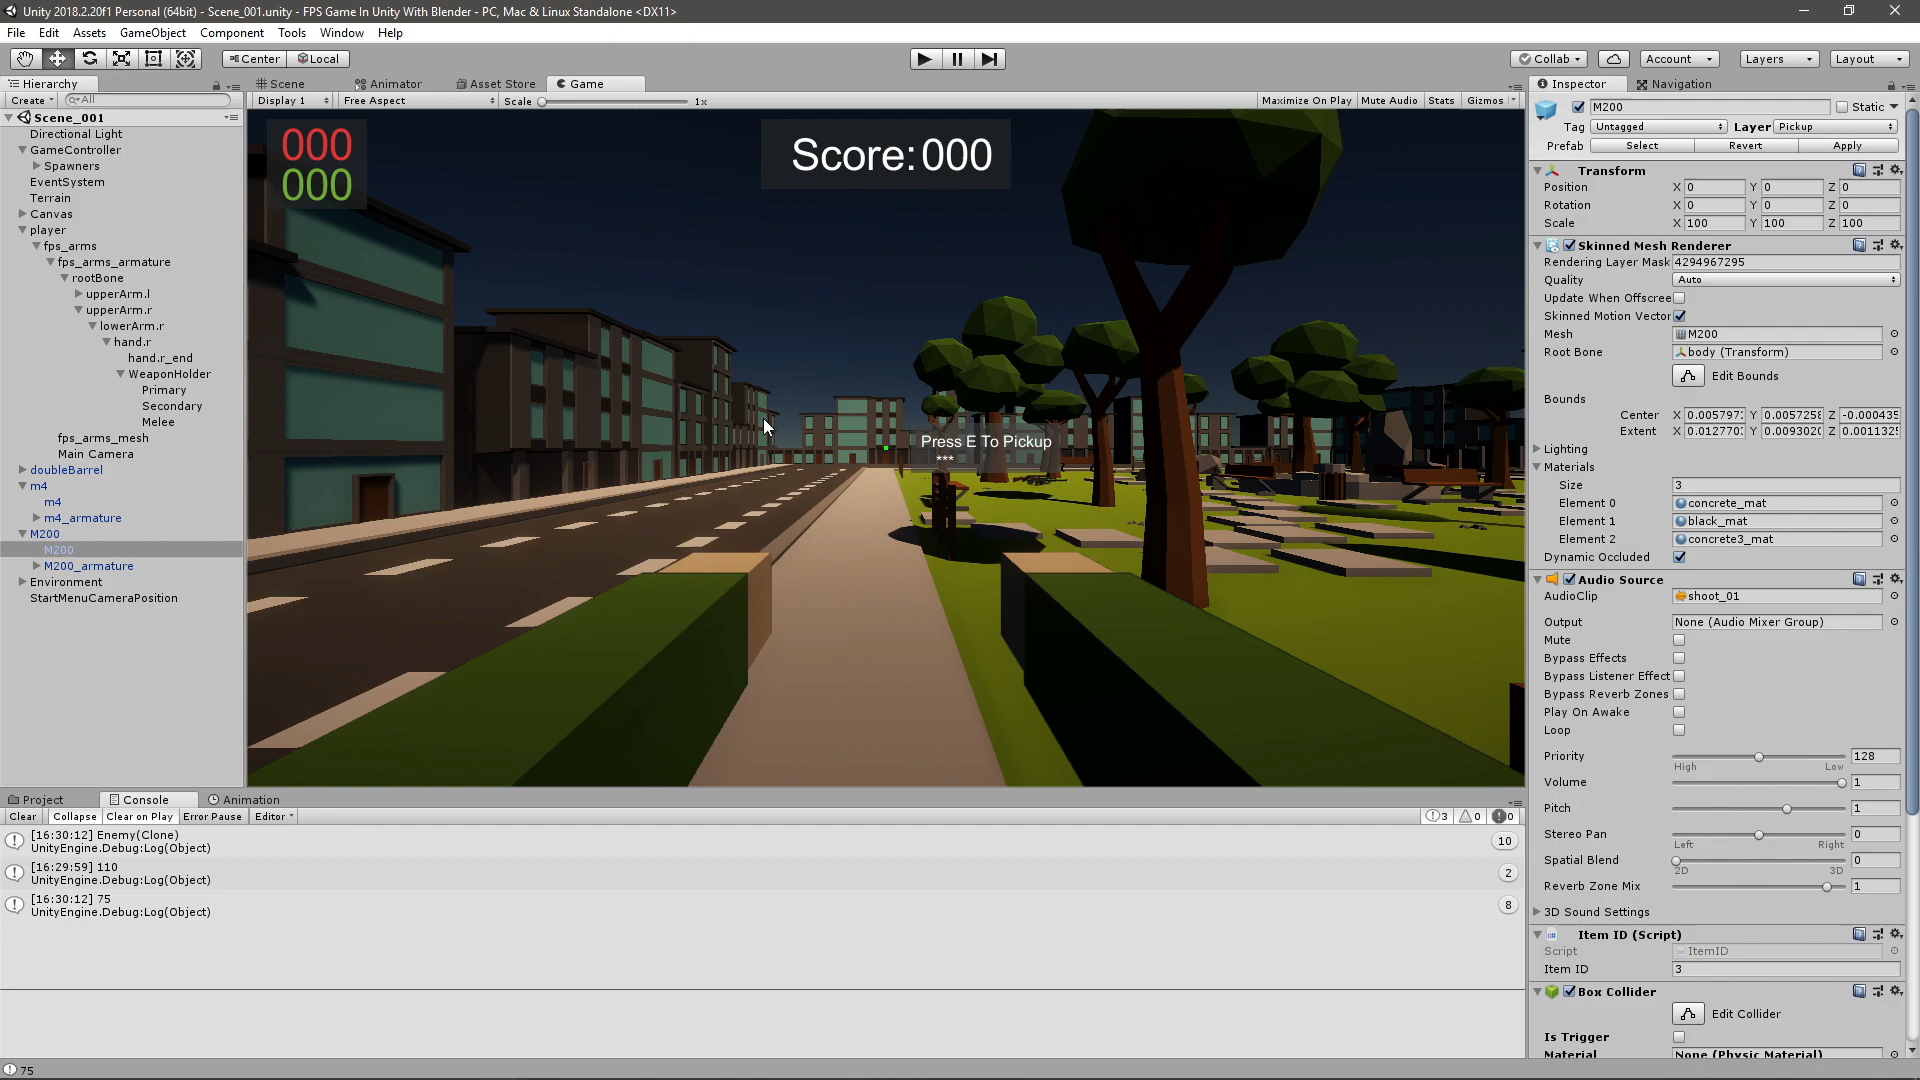 Unity 2018.2.20f1 Personal (64bit) - Scene_001.unity - FPS Game In Unity With Blender - PC, Mac & Linux Standalone <DX11>
File Edit Assets GameObject Component Tools Window Help
Center Local Collab Account Layers Layout
Hierarchy Scene Animator Asset Store Game Inspector Navigation
Create All Display 1 Free Aspect Scale 1x Maximize On Play Mute Audio Stats Gizmos
Scene_001
Directional Light
GameController
Spawners
EventSystem
Terrain
Canvas
player
fps_arms
fps_arms_armature
rootBone
upperArm.l
upperArm.r
lowerArm.r
hand.r
hand.r_end
WeaponHolder
Primary
Secondary
Melee
fps_arms_mesh
Main Camera
doubleBarrel
m4
m4
m4_armature
M200
M200
M200_armature
Environment
StartMenuCameraPosition
000
000
Score:000
Press E To Pickup
***
M200 Static
Tag Untagged Layer Pickup
Prefab Select Revert Apply
Transform
Position X 0 Y 0 Z 0
Rotation X 0 Y 0 Z 0
Scale X 100 Y 100 Z 100
Skinned Mesh Renderer
Rendering Layer Mask 4294967295
Quality Auto
Update When Offscree
Skinned Motion Vector
Mesh M200
Root Bone body (Transform)
Edit Bounds
Bounds
Center X 0.00579 Y 0.0057258 Z -0.000435
Extent X 0.01277 Y 0.009302 Z 0.001132
Lighting
Materials
Size 3
Element 0 concrete_mat
Element 1 black_mat
Element 2 concrete3_mat
Dynamic Occluded
Audio Source
AudioClip shoot_01
Output None (Audio Mixer Group)
Mute
Bypass Effects
Bypass Listener Effect
Bypass Reverb Zones
Play On Awake
Loop
Priority 128
High Low
Volume 1
Pitch 1
Stereo Pan 0
Left Right
Spatial Blend 0
2D 3D
Reverb Zone Mix 1
3D Sound Settings
Item ID (Script)
Script ItemID
Item ID 3
Box Collider
Edit Collider
Is Trigger
Material None (Physic Material)
Project Console Animation
Clear Collapse Clear on Play Error Pause Editor 3 0 0
[16:30:12] Enemy(Clone)
UnityEngine.Debug:Log(Object)
10
[16:29:59] 110
UnityEngine.Debug:Log(Object)
2
[16:30:12] 75
UnityEngine.Debug:Log(Object)
8
75